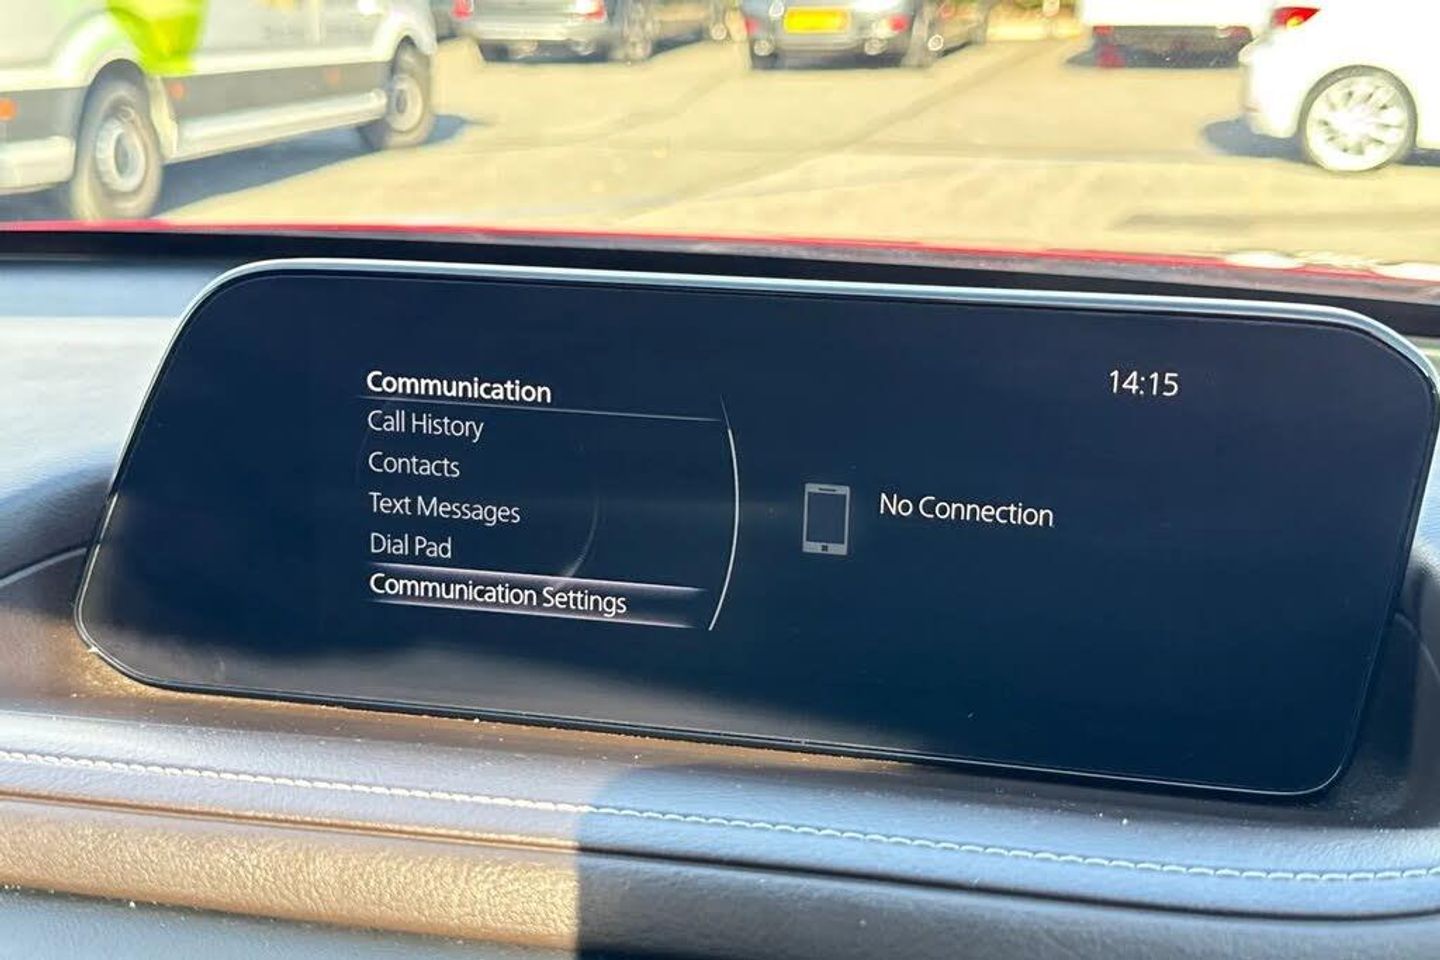 Communication
14:15
Call History
Contacts
Text Messages
No Connection
Dial Pad
Communication Settings